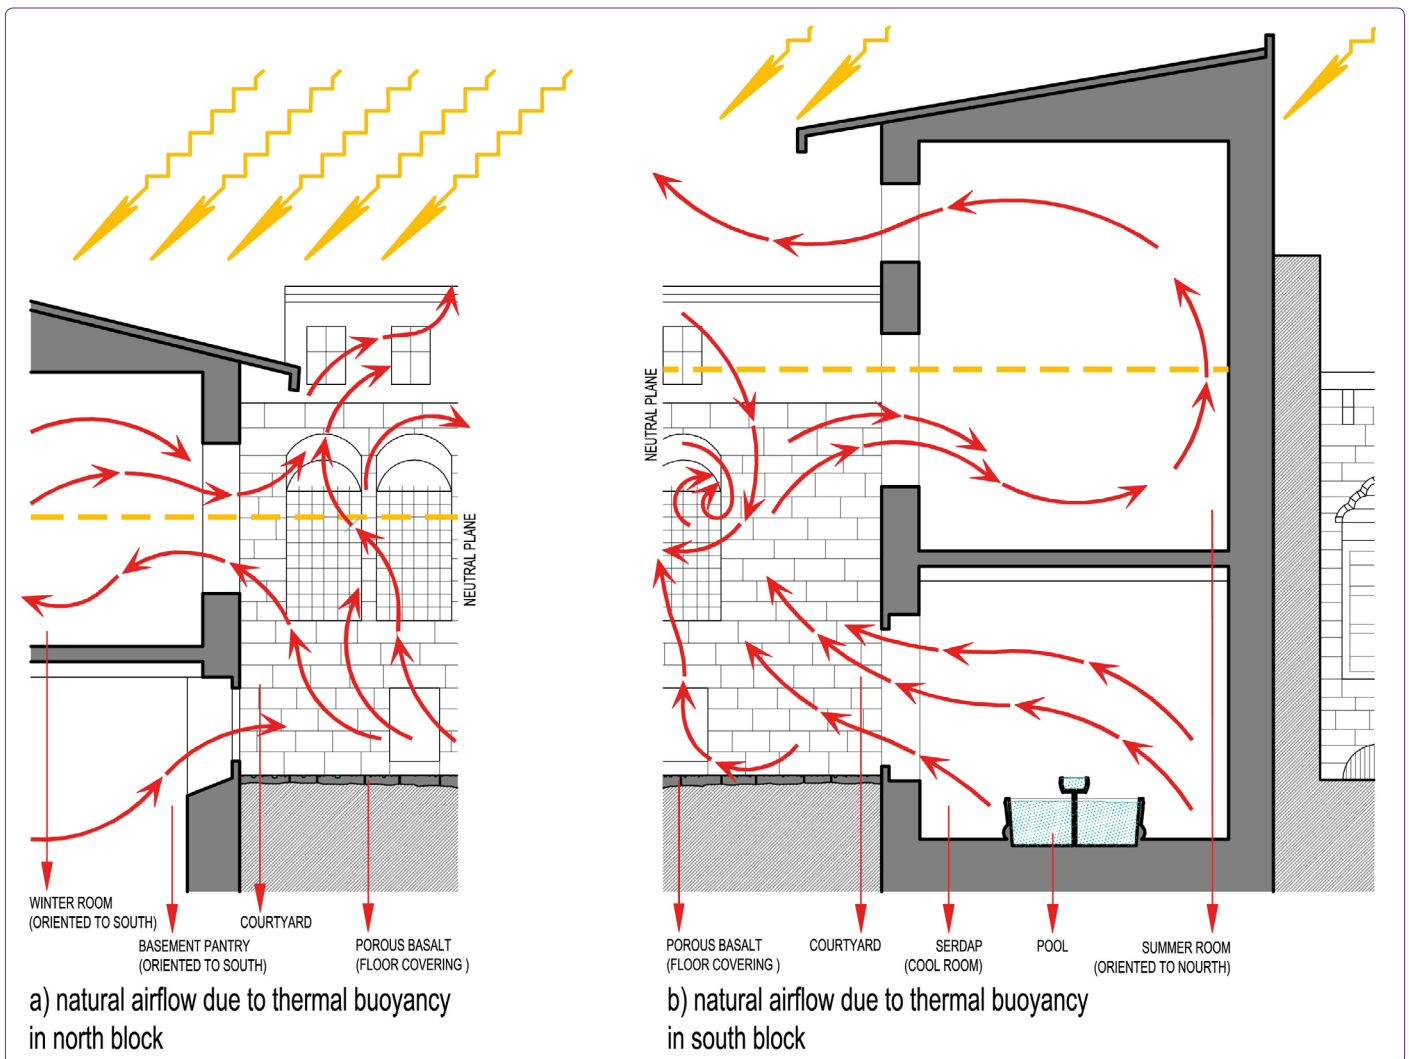 NEUTRAL PLANE
WINTER ROOM
(ORIENTED TO SOUTH)
BASEMENT PANTRY
(ORIENTED TO SOUTH)
COURTYARD
POROUS BASALT
(FLOOR COVERING )
a) natural airflow due to thermal buoyancy
in north block
NEUTRAL PLANE
POROUS BASALT
(FLOOR COVERING )
COURTYARD
SERDAP
(COOL ROOM)
POOL
SUMMER ROOM
(ORIENTED TO NOURTH)
b) natural airflow due to thermal buoyancy
in south block